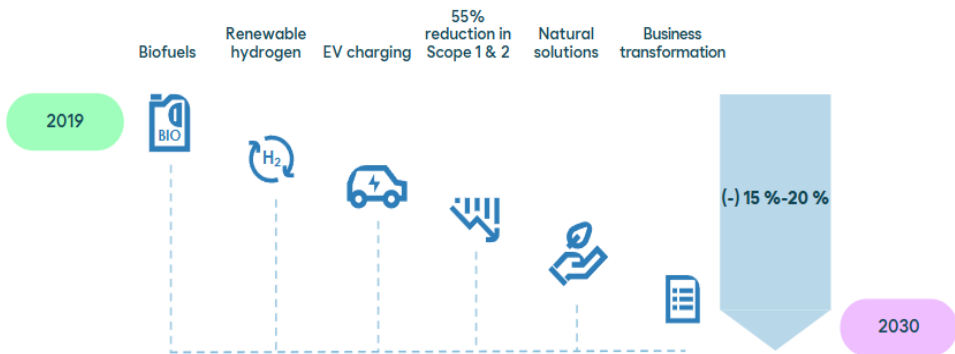 Biofuels
Renewable
hydrogen
EV charging
55%
reduction in
Scope 1 & 2
Natural
solutions
Business
transformation
2019
BIO
H₂
(-) 15 %-20 %
2030